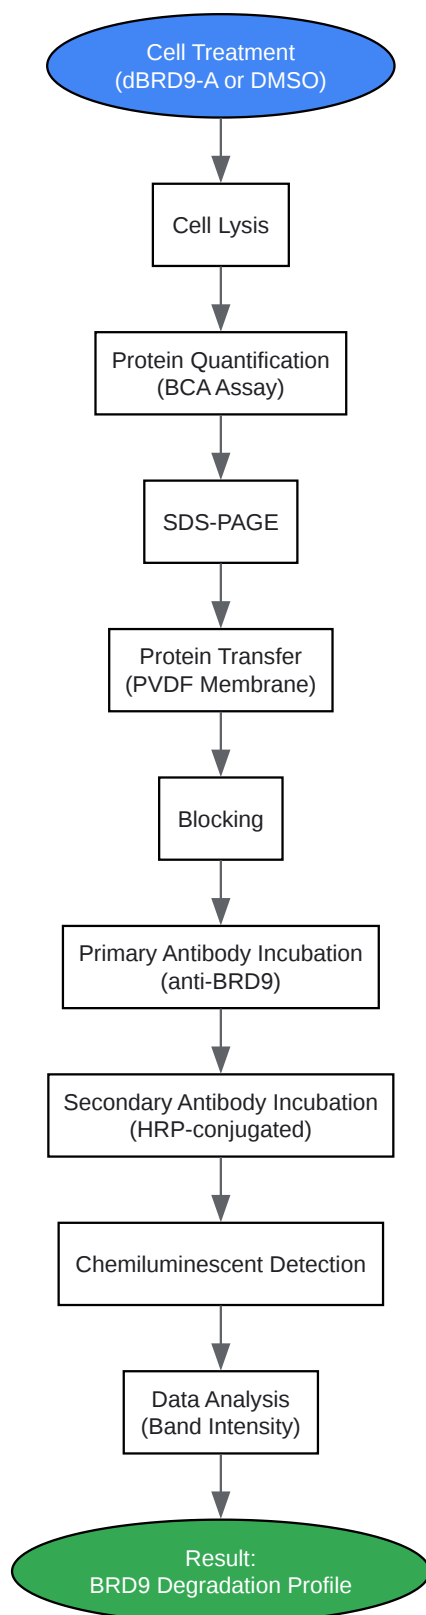 Cell Treatment
(dBRD9-A or DMSO)
Cell Lysis
Protein Quantification
(BCA Assay)
SDS-PAGE
Protein Transfer
(PVDF Membrane)
Blocking
Primary Antibody Incubation
(anti-BRD9)
Secondary Antibody Incubation
(HRP-conjugated)
Chemiluminescent Detection
Data Analysis
(Band Intensity)
Result:
BRD9 Degradation Profile